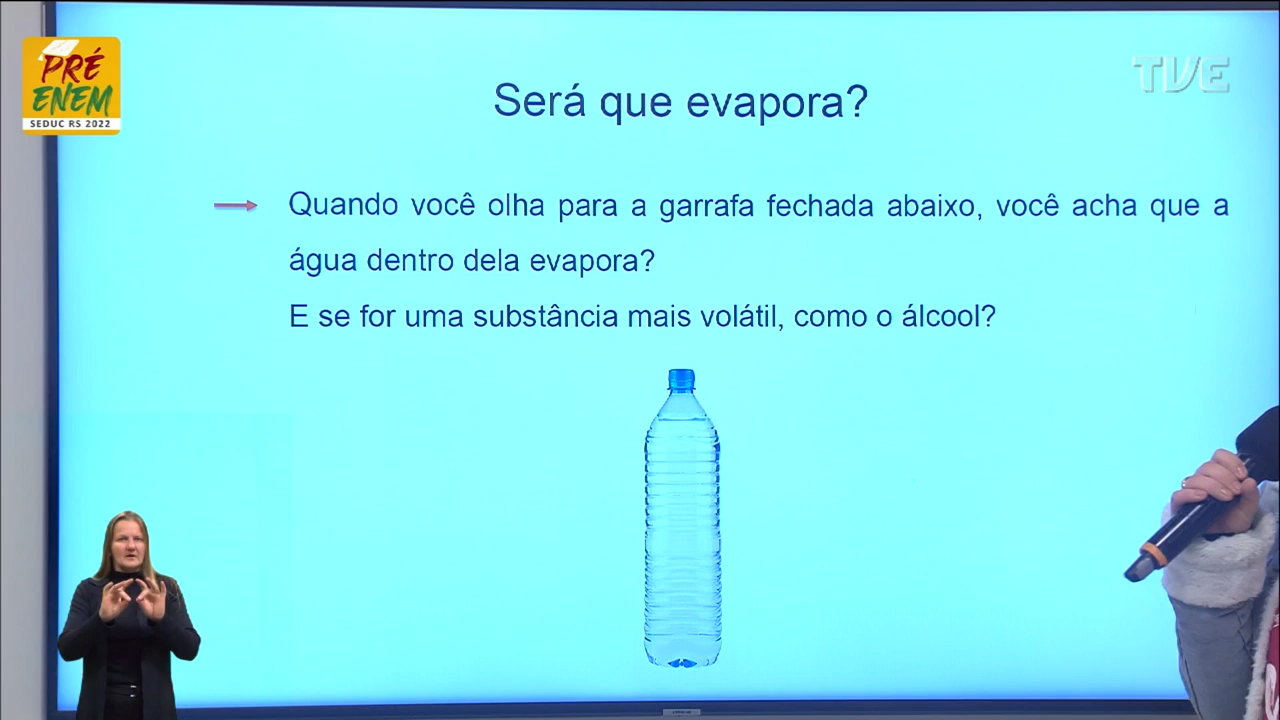 PRÉ
ENEM
SEDUC RS 2022
TVE
Será que evapora?
Quando você olha para a garrafa fechada abaixo, você acha que a
água dentro dela evapora?
E se for uma substância mais volátil, como o álcool?